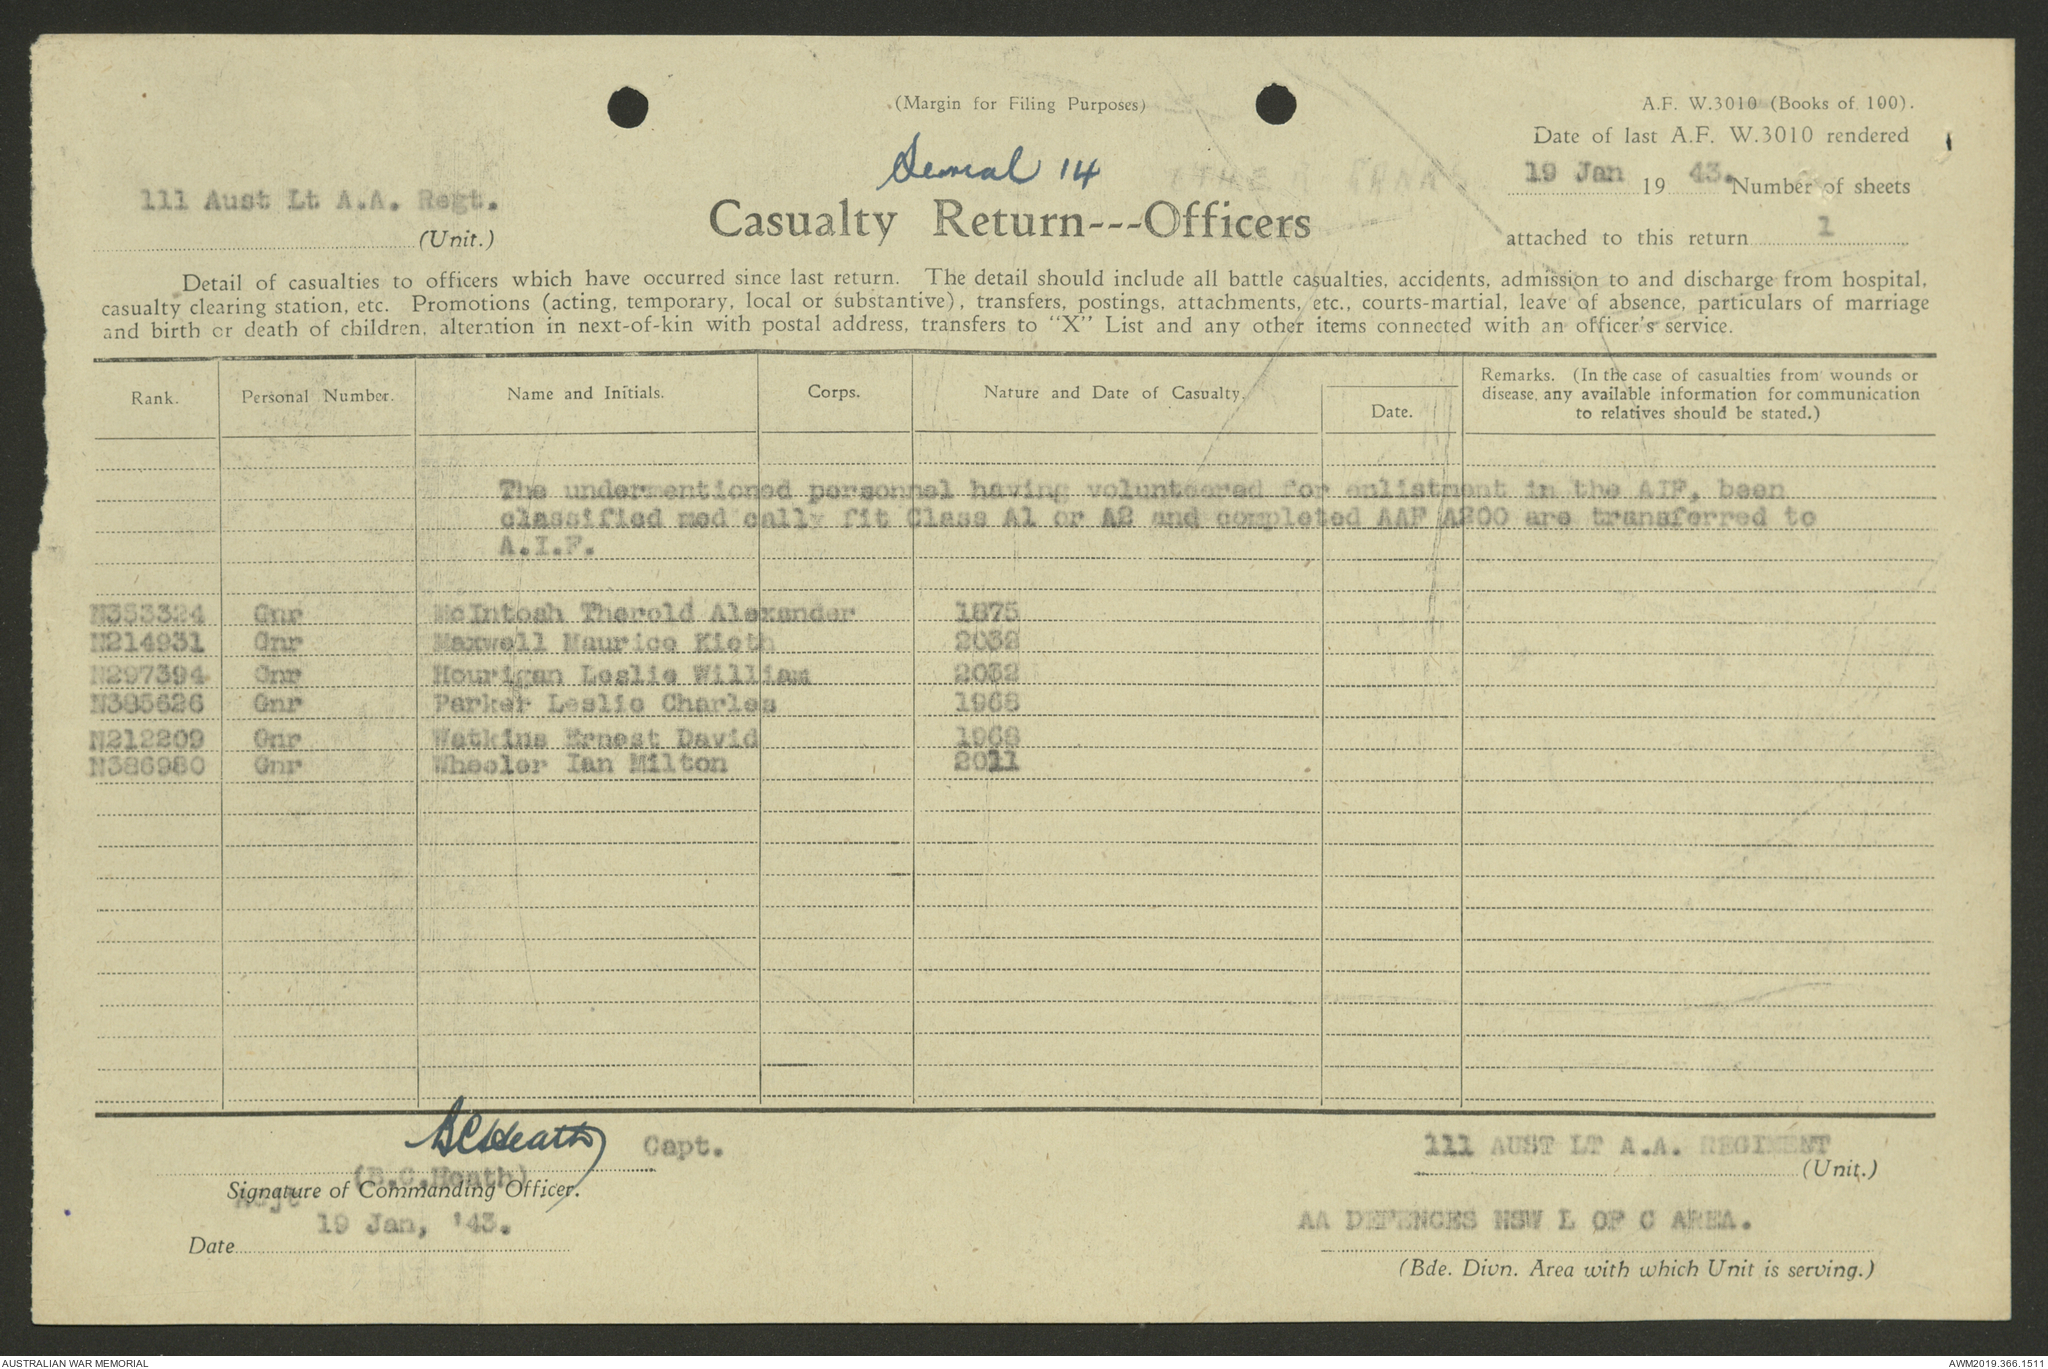 (Margin for Filing Purposes)
A.F. W.3010 (Books of 100).
Date of last A.F. W.3010 rendered
19 Jan 19 43. Number of sheets
attached to this return 1
Serial 14
111 Aust Lt A.A. Regt.
(Unit.)
Casualty Return---Officers
Detail of casualties to officers which have occurred since last return. The detail should include all battle casualties, accidents, admission to and discharge from hospital,
casualty clearing station, etc. Promotions (acting, temporary, local or substantive), transfers, postings, attachments, etc., courts-martial, leave of absence, particulars of marriage
and birth or death of children, alteration in next-of-kin with postal address, transfers to "X" List and any other items connected with an officer's service.
Rank. Personal Number. Name and Initials. Corps. Nature and Date of Casualty. Date. Remarks. (In the case of casualties from wounds or
disease, any available information for communication
to relatives should be stated.)
The undermentioned personnel having volunteered for enlistment in the AIF, been
classified med cally fit Class A1 or A2 and completed AAF A200 are transferred to
A.I.F.
N353324 Gnr McIntosh Therold Alexander 1875
N214931 Gnr Maxwell Maurice Kieth 2032
N297394 Gnr Hourigan Leslie William 2032
N385626 Gnr Parker Leslie Charles 1968
N212209 Gnr Watkins Ernest David 1968
N386980 Gnr Wheeler Ian Milton 2011
BCHeath Capt.
(B.C.Heath)
Signature of Commanding Officer.
Adjt
Date 19 Jan, '43.
111 AUST LT A.A. REGIMENT
(Unit.)
AA DEFENCES NSW L OF C AREA.
(Bde. Divn. Area with which Unit is serving.)
AUSTRALIAN WAR MEMORIAL
AWM2019.366.1511